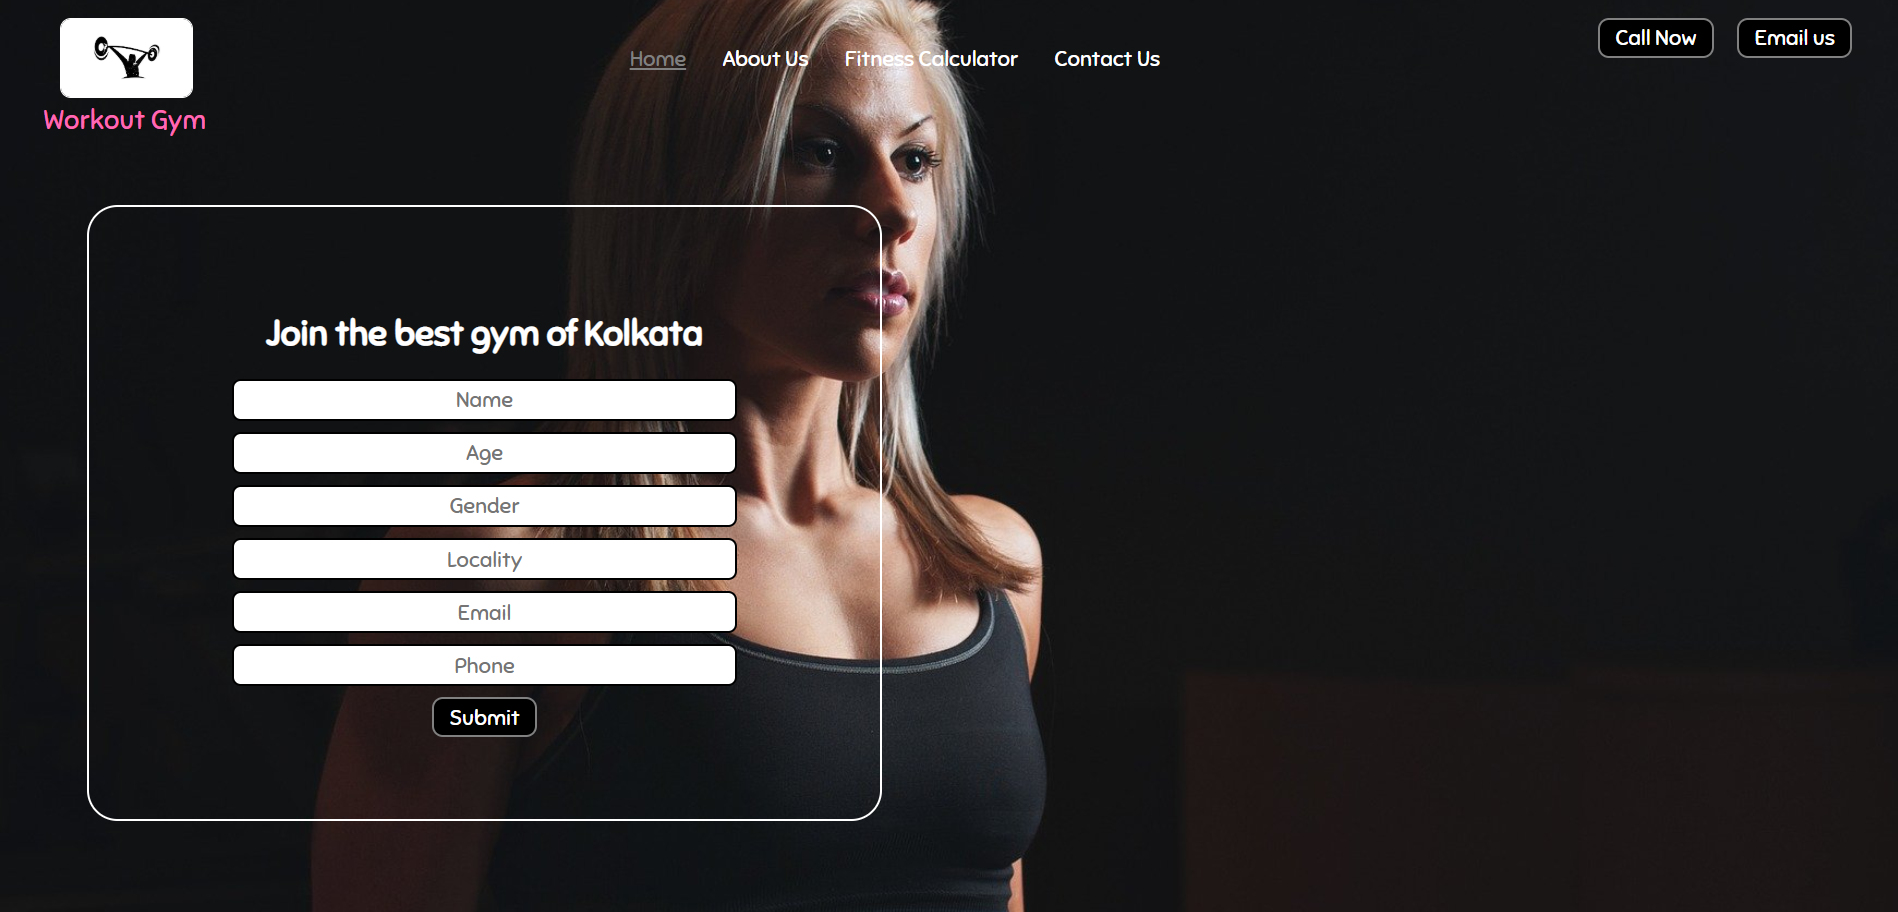 Workout Gym
Home
About Us
Fitness Calculator
Contact Us
Call Now
Email us
Join the best gym of Kolkata
Name
Age
Gender
Locality
Email
Phone
Submit